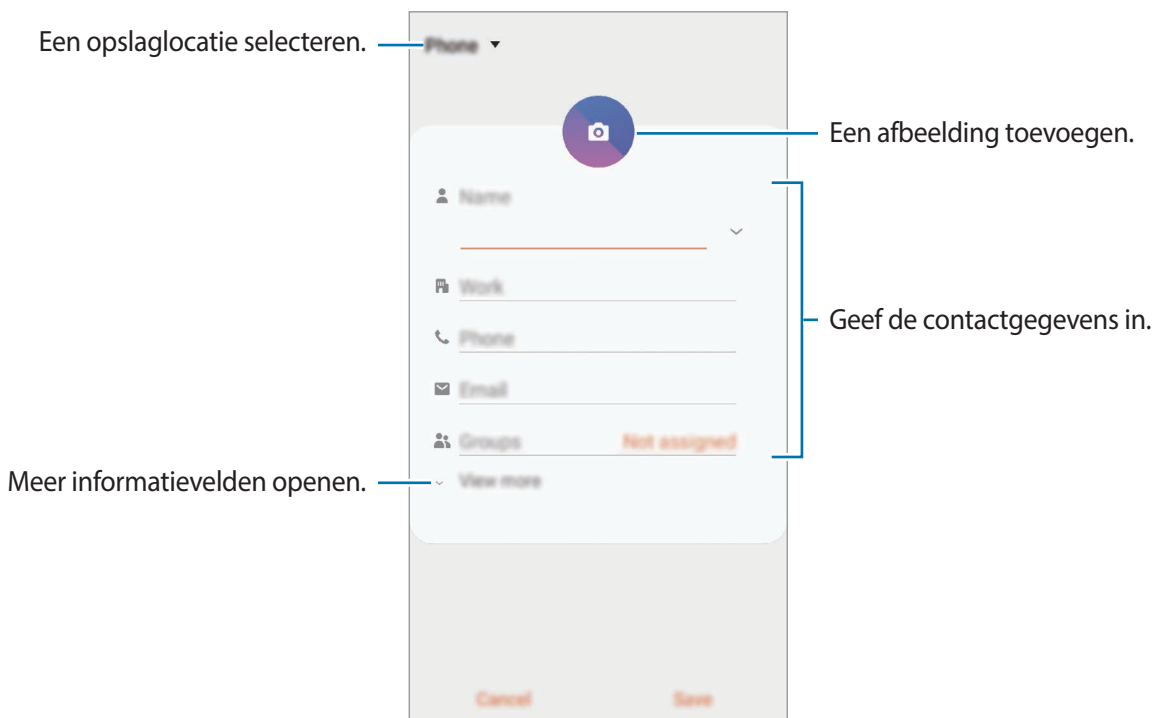 Een opslaglocatie selecteren.
Phone
Een afbeelding toevoegen.
Name
Work
Phone
Geef de contactgegevens in.
Email
Groups Not assigned
Meer informatievelden openen.
View more
Cancel Save